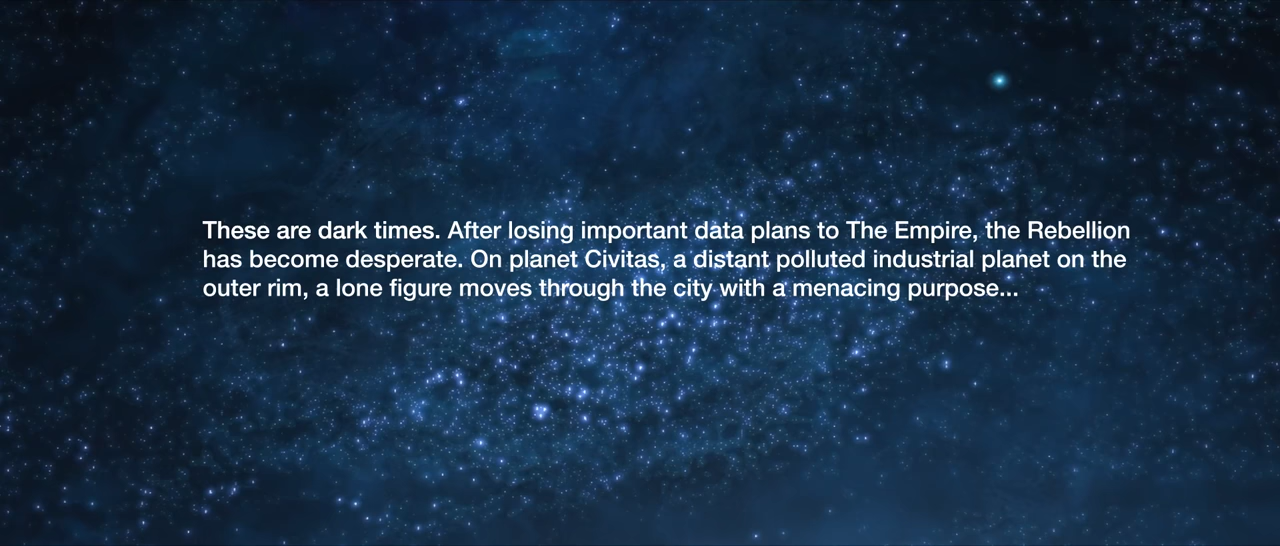 These are dark times. After losing important data plans to The Empire, the Rebellion
has become desperate. On planet Civitas, a distant polluted industrial planet on the
outer rim, a lone figure moves through the city with a menacing purpose...